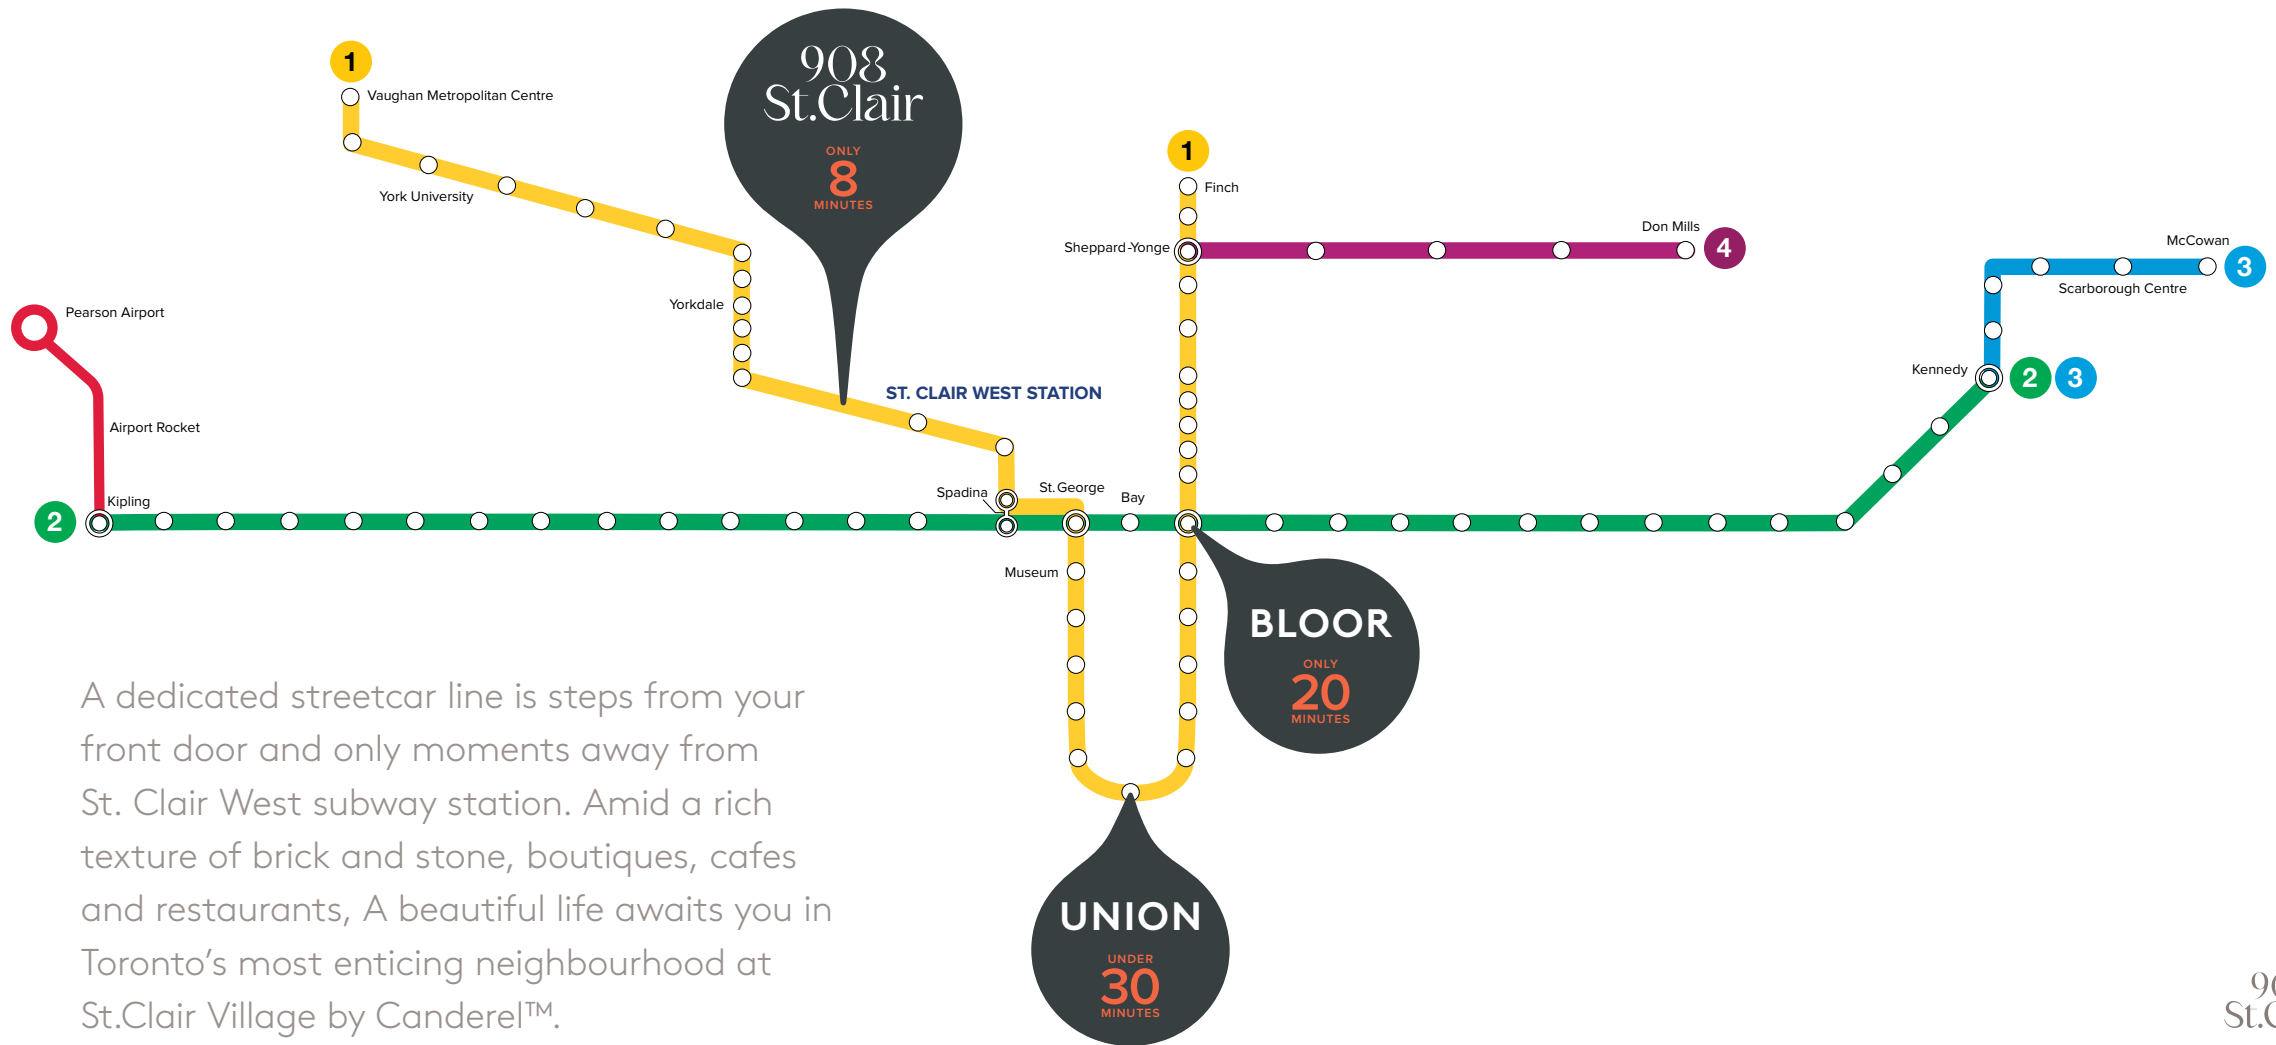 1
Vaughan Metropolitan Centre
York University
Yorkdale
908
St.Clair
ONLY
8
MINUTES
ST. CLAIR WEST STATION
1
Finch
Sheppard-Yonge
Don Mills
4
McCowan
3
Scarborough Centre
Kennedy
2
3
Pearson Airport
Airport Rocket
Kipling
2
Spadina
St. George
Bay
Museum
BLOOR
ONLY
20
MINUTES
UNION
UNDER
30
MINUTES
A dedicated streetcar line is steps from your
front door and only moments away from
St. Clair West subway station. Amid a rich
texture of brick and stone, boutiques, cafes
and restaurants, A beautiful life awaits you in
Toronto’s most enticing neighbourhood at
St.Clair Village by Canderel™.